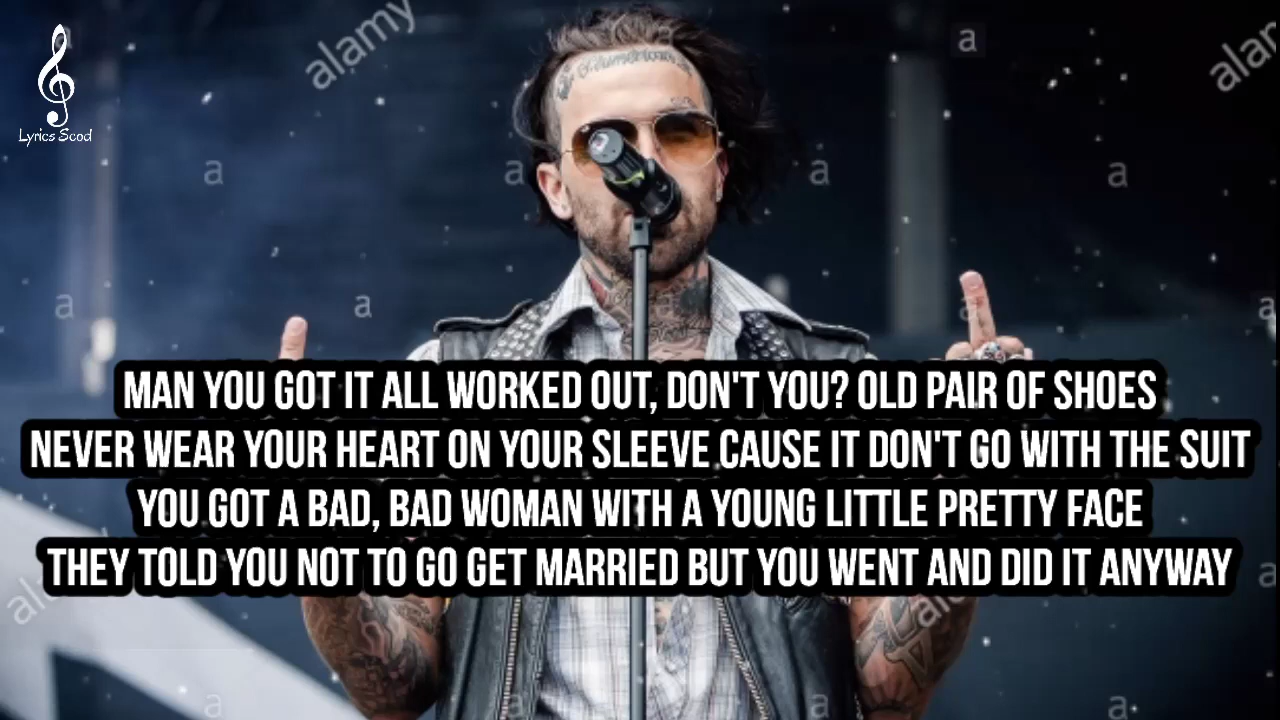 alamy
a
alamy
Lyrics Scod
a
a
a
a
a
a
a
MAN YOU GOT IT ALL WORKED OUT, DON'T YOU? OLD PAIR OF SHOES
NEVER WEAR YOUR HEART ON YOUR SLEEVE CAUSE IT DON'T GO WITH THE SUIT
YOU GOT A BAD, BAD WOMAN WITH A YOUNG LITTLE PRETTY FACE
THEY TOLD YOU NOT TO GO GET MARRIED BUT YOU WENT AND DID IT ANYWAY
a
a
a
a